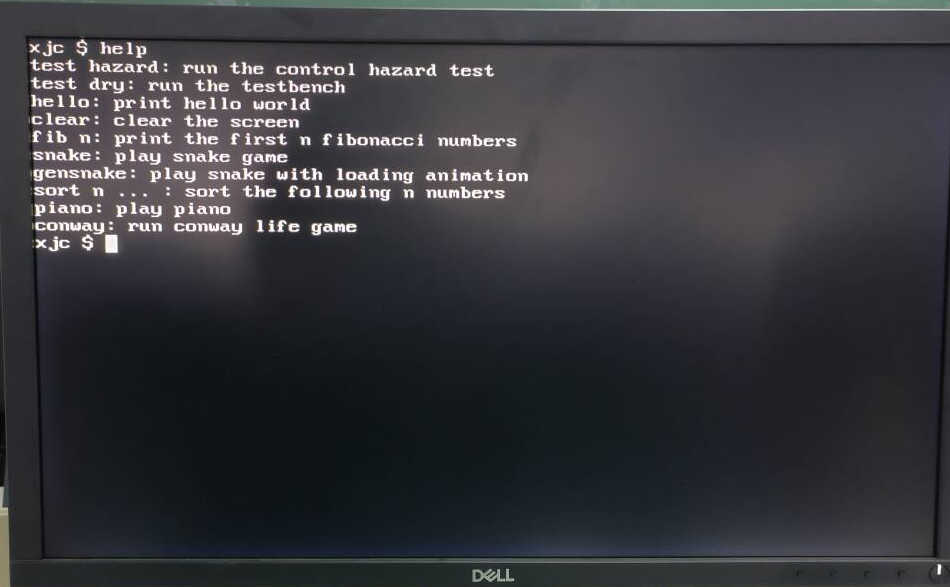 xjc $ help
test hazard: run the control hazard test
test dry: run the testbench
hello: print hello world
clear: clear the screen
fib n: print the first n fibonacci numbers
snake: play snake game
gensnake: play snake with loading animation
sort n ... : sort the following n numbers
piano: play piano
conway: run conway life game
xjc $
DELL